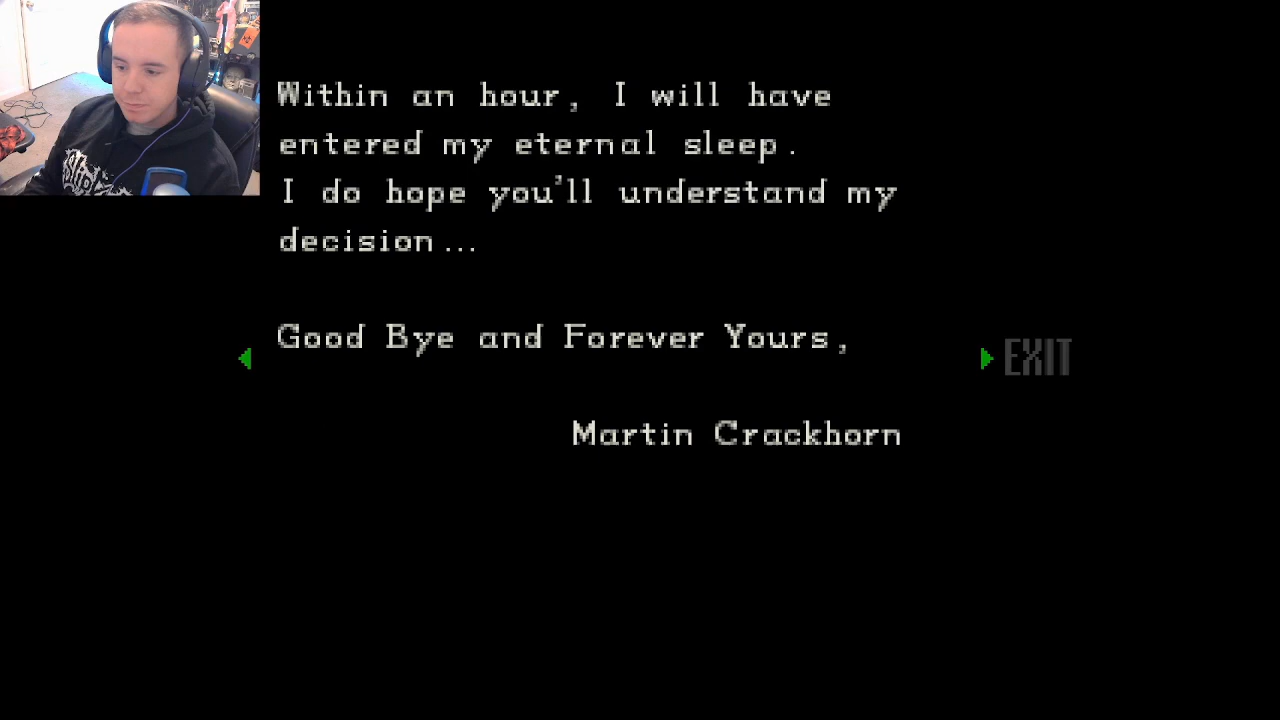 Within an hour, I will have
entered my eternal sleep.
I do hope you'll understand my
decision...
Good Bye and Forever Yours,
EXIT
Martin Crackhorn